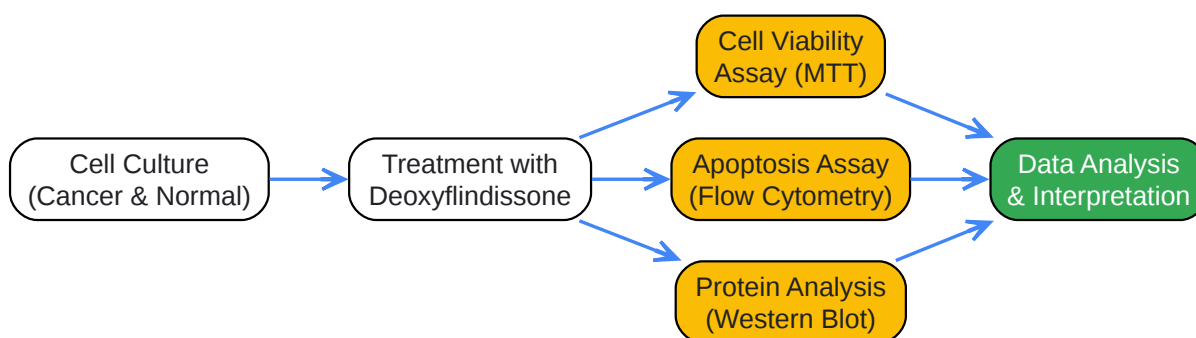 Cell Culture
(Cancer & Normal)
Treatment with
Deoxyflindissone
Cell Viability
Assay (MTT)
Apoptosis Assay
(Flow Cytometry)
Protein Analysis
(Western Blot)
Data Analysis
& Interpretation